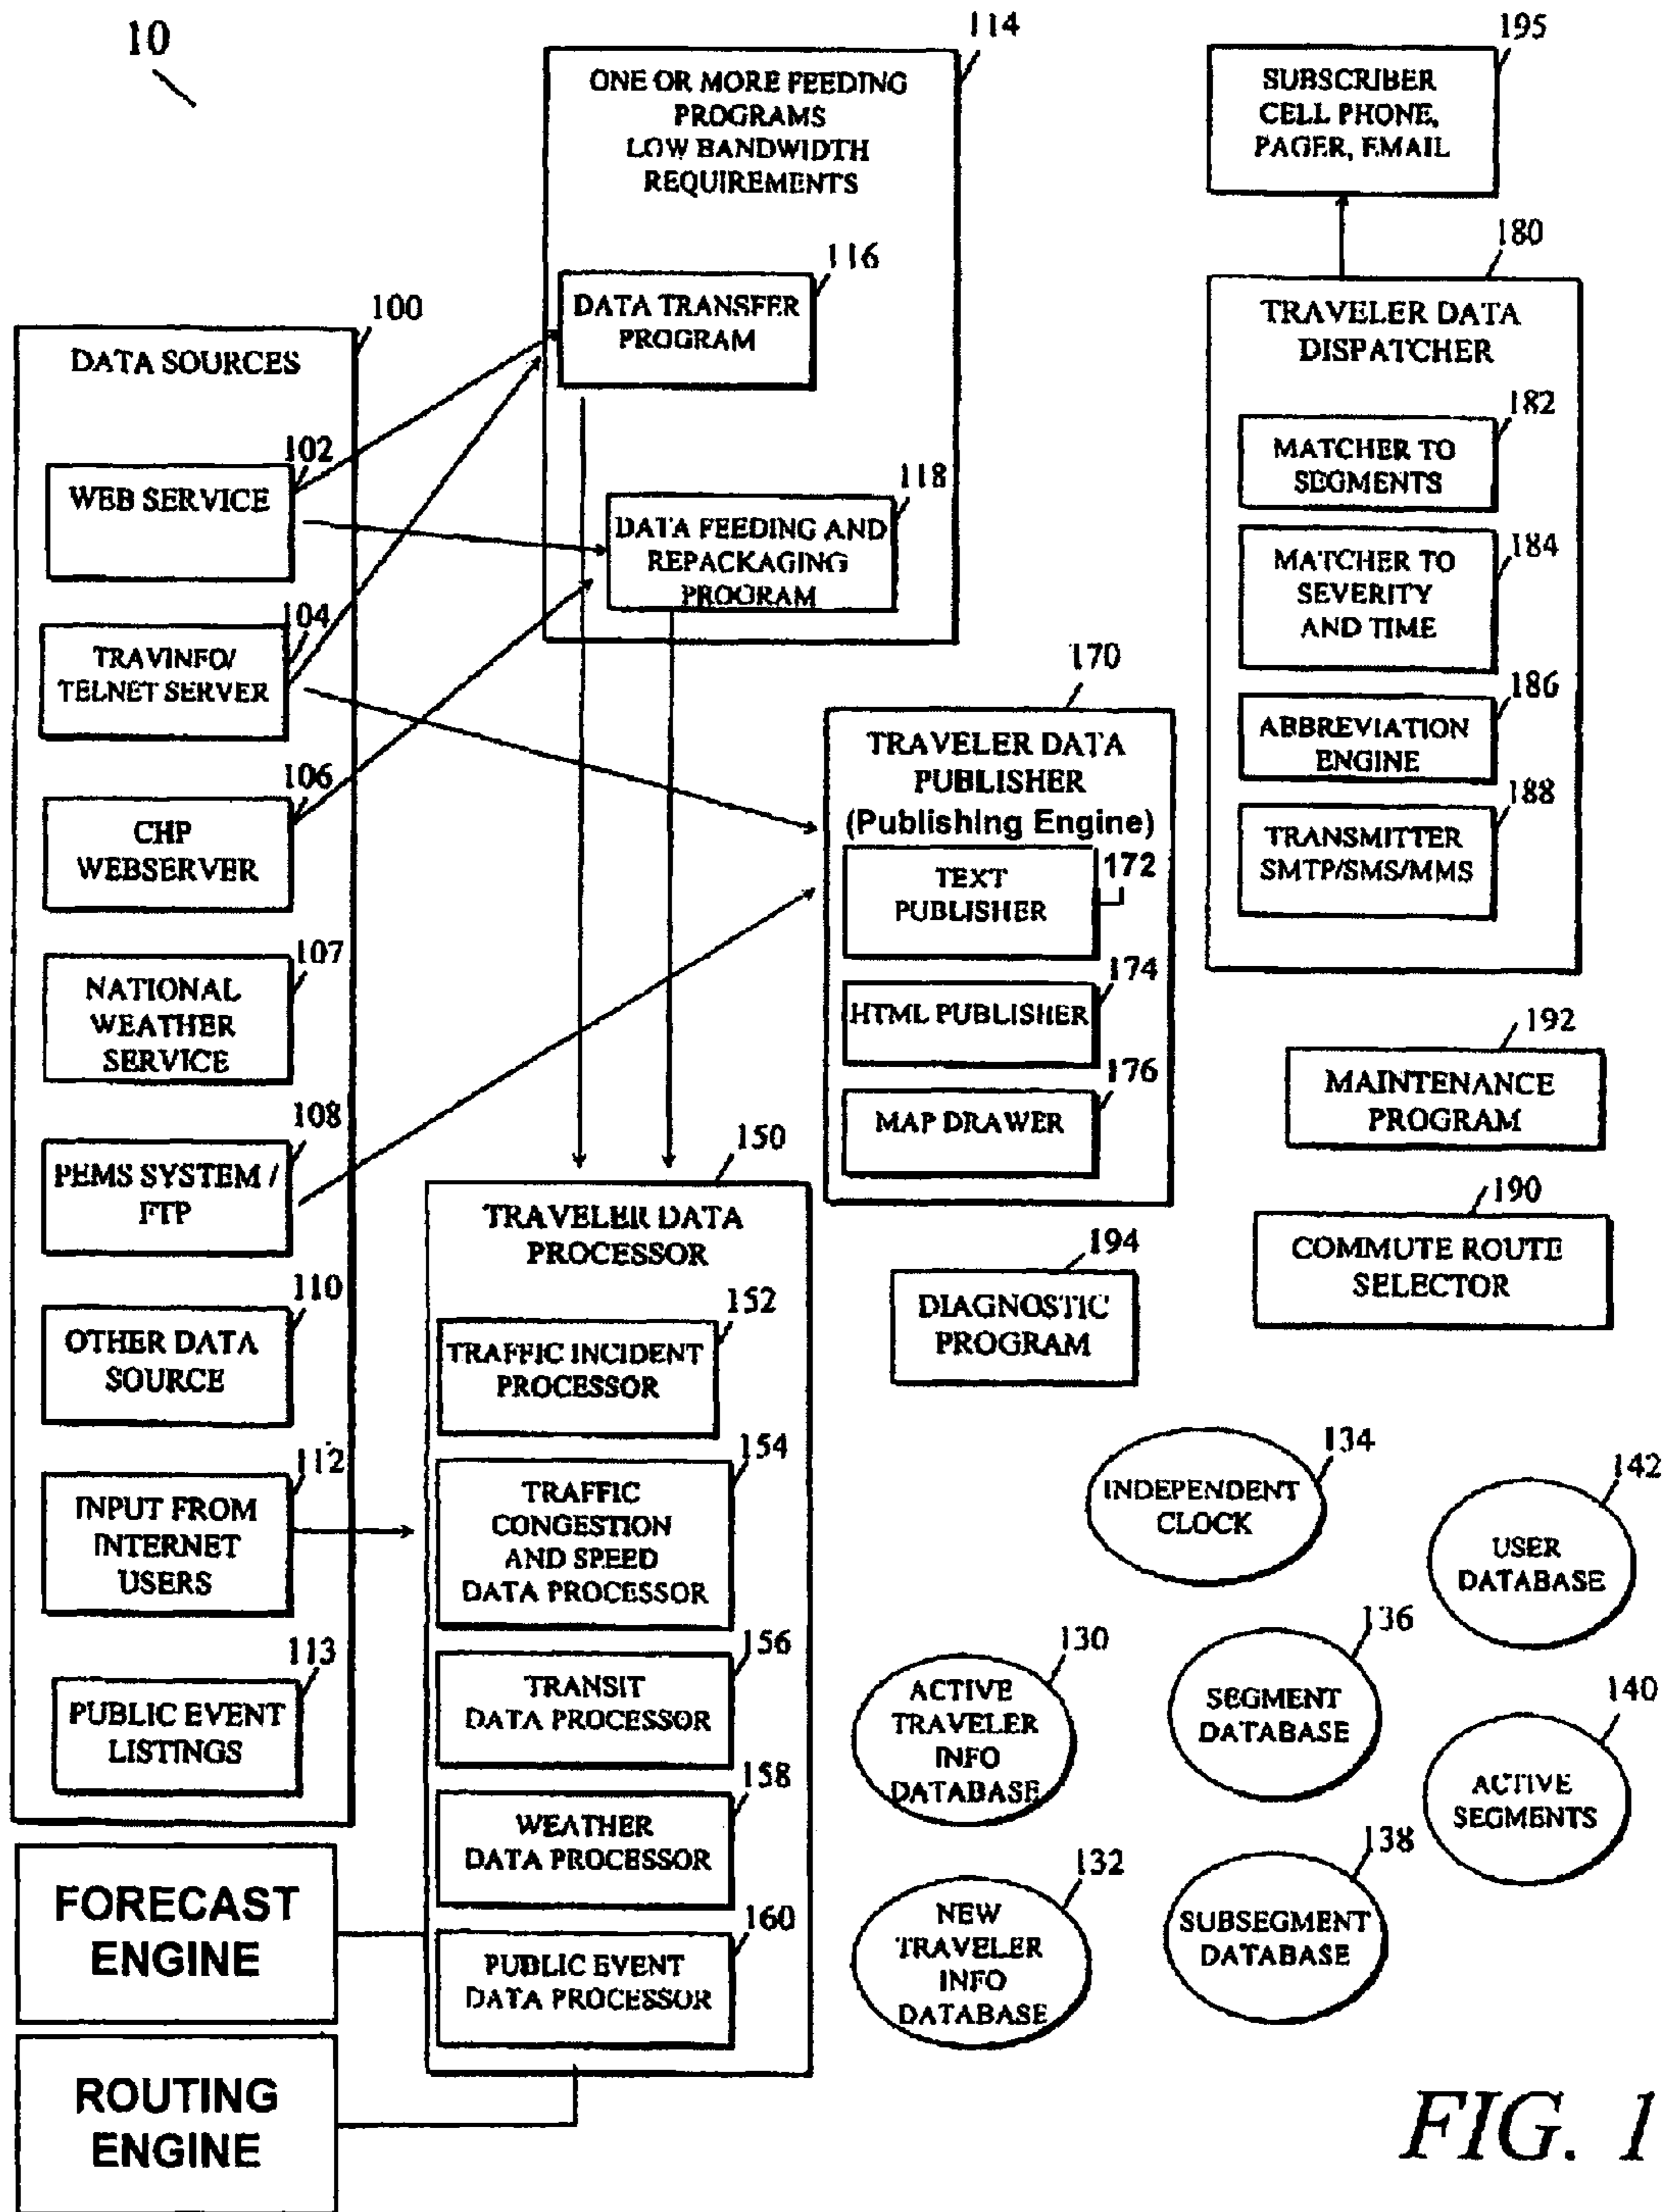 10
114
ONE OR MORE FEEDING
PROGRAMS
LOW BANDWIDTH
REQUIREMENTS
116
DATA TRANSFER
PROGRAM
118
DATA FEEDING AND
REPACKAGING
PROGRAM
195
SUBSCRIBER
CELL PHONE,
PAGER, EMAIL
180
TRAVELER DATA
DISPATCHER
182
MATCHER TO
SEGMENTS
184
MATCHER TO
SEVERITY
AND TIME
186
ABBREVIATION
ENGINE
188
TRANSMITTER
SMTP/SMS/MMS
100
DATA SOURCES
102
WEB SERVICE
104
TRAVINFO/
TELNET SERVER
106
CHP
WEBSERVER
107
NATIONAL
WEATHER
SERVICE
108
PEMS SYSTEM /
FTP
110
OTHER DATA
SOURCE
112
INPUT FROM
INTERNET
USERS
113
PUBLIC EVENT
LISTINGS
170
TRAVELER DATA
PUBLISHER
(Publishing Engine)
TEXT
PUBLISHER
172
174
HTML PUBLISHER
176
MAP DRAWER
192
MAINTENANCE
PROGRAM
190
COMMUTE ROUTE
SELECTOR
194
DIAGNOSTIC
PROGRAM
150
TRAVELER DATA
PROCESSOR
152
TRAFFIC INCIDENT
PROCESSOR
154
TRAFFIC
CONGESTION
AND SPEED
DATA PROCESSOR
156
TRANSIT
DATA PROCESSOR
158
WEATHER
DATA PROCESSOR
160
PUBLIC EVENT
DATA PROCESSOR
134
INDEPENDENT
CLOCK
142
USER
DATABASE
130
ACTIVE
TRAVELER
INFO
DATABASE
136
SEGMENT
DATABASE
140
ACTIVE
SEGMENTS
132
NEW
TRAVELER
INFO
DATABASE
138
SUBSEGMENT
DATABASE
FORECAST
ENGINE
ROUTING
ENGINE
FIG. 1